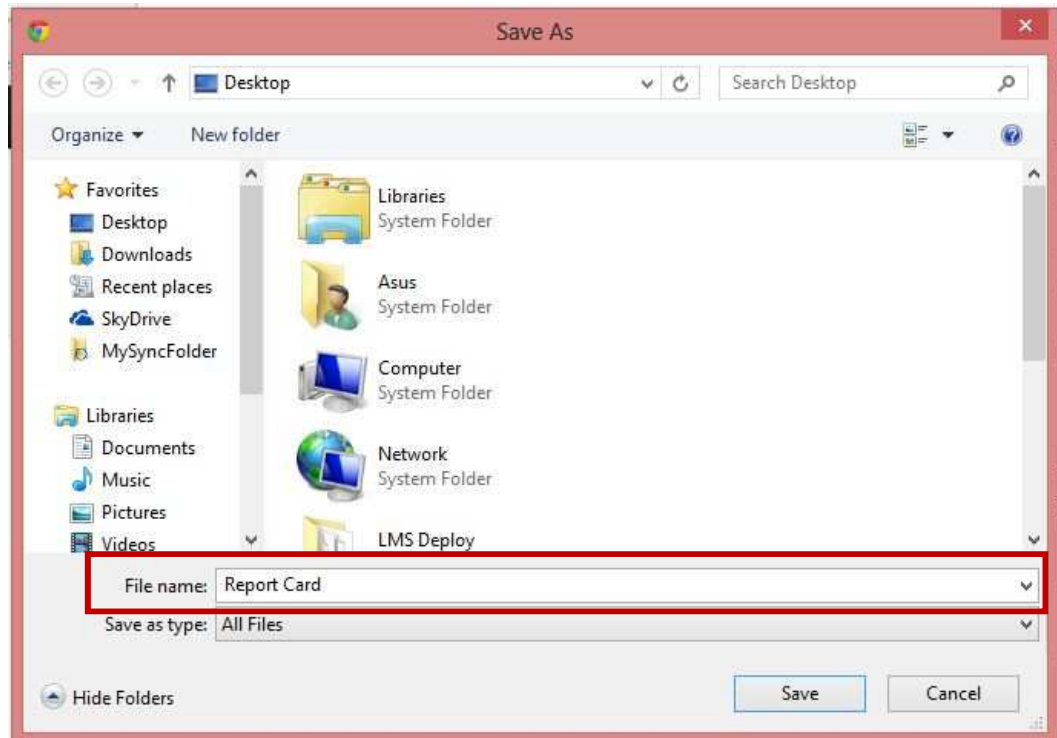 Save As
Desktop
Search Desktop
Organize
New folder
Favorites
Desktop
Downloads
Recent places
SkyDrive
MySyncFolder
Libraries
Documents
Music
Pictures
Videos
Libraries
System Folder
Asus
System Folder
Computer
System Folder
Network
System Folder
LMS Deploy
File name: Report Card
Save as type: All Files
Hide Folders
Save
Cancel